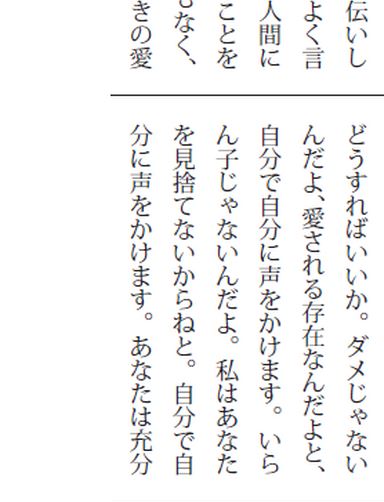 伝いし
よく言
人間に
ことを
なく、
きの愛
どうすればいいか。ダメじゃない
んだよ、愛される存在なんだよと、
自分で自分に声をかけます。いら
ん子じゃないんだよ。私はあなた
を見捨てないからねと。自分で自
分に声をかけます。あなたは充分